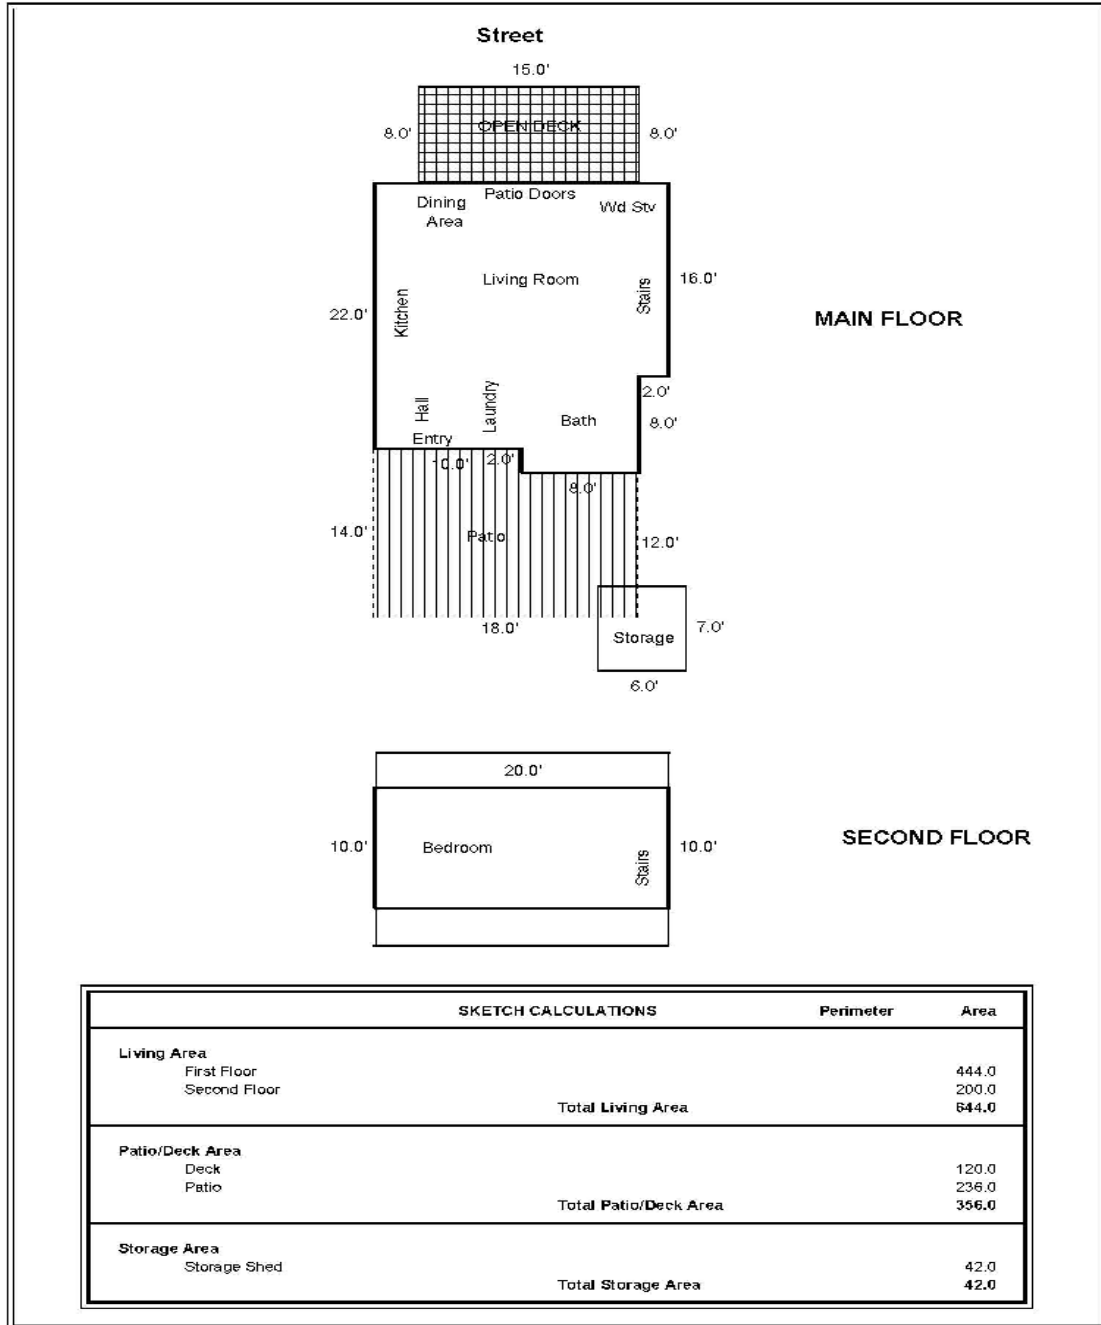 Street
15.0'
8.0'
OPEN DECK
8.0'
Patio Doors
Dining
Area
Wd Stv
Living Room
Stairs
16.0'
22.0'
Kitchen
MAIN FLOOR
2.0'
Hall
Laundry
Bath
8.0'
Entry
10.0'
2.0'
8.0'
14.0'
Patio
12.0'
18.0'
Storage
7.0'
6.0'
20.0'
10.0'
Bedroom
Stairs
10.0'
SECOND FLOOR
SKETCH CALCULATIONS Perimeter Area
Living Area
First Floor 444.0
Second Floor 200.0
Total Living Area 644.0
Patio/Deck Area
Deck 120.0
Patio 236.0
Total Patio/Deck Area 356.0
Storage Area
Storage Shed 42.0
Total Storage Area 42.0